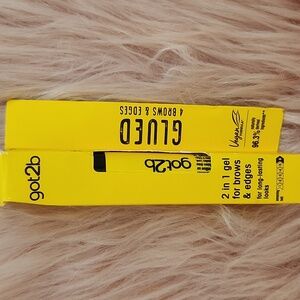 GLUED
4 BROWS & EDGES
Vegan
96.3%
got2b
got2b
2 in 1 gel
for brows
& edges
for long-lasting
looks